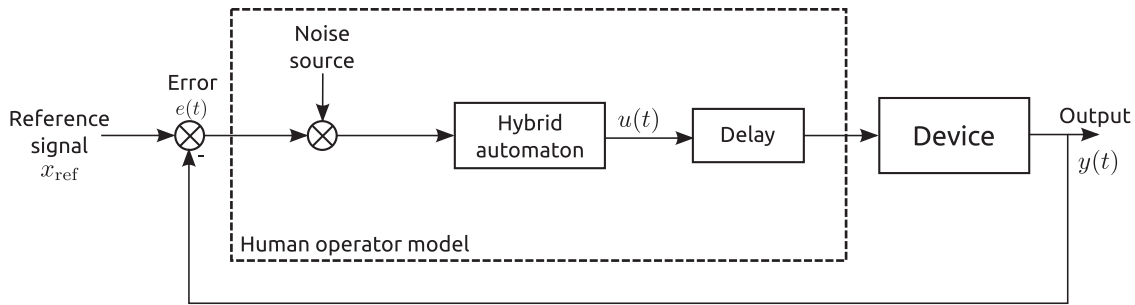 Noise
source
Error
e(t)
Reference
signal
x_ref
-
Hybrid
automaton
u(t)
Delay
Device
Output
y(t)
Human operator model